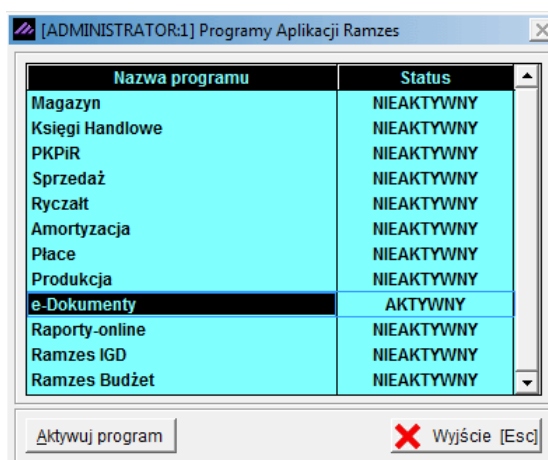 [ADMINISTRATOR:1] Programy Aplikacji Ramzes
Nazwa programu Status
Magazyn NIEAKTYWNY
Księgi Handlowe NIEAKTYWNY
PKPiR NIEAKTYWNY
Sprzedaż NIEAKTYWNY
Ryczałt NIEAKTYWNY
Amortyzacja NIEAKTYWNY
Płace NIEAKTYWNY
Produkcja NIEAKTYWNY
e-Dokumenty AKTYWNY
Raporty-online NIEAKTYWNY
Ramzes IGD NIEAKTYWNY
Ramzes Budżet NIEAKTYWNY
Aktywuj program Wyjście [Esc]